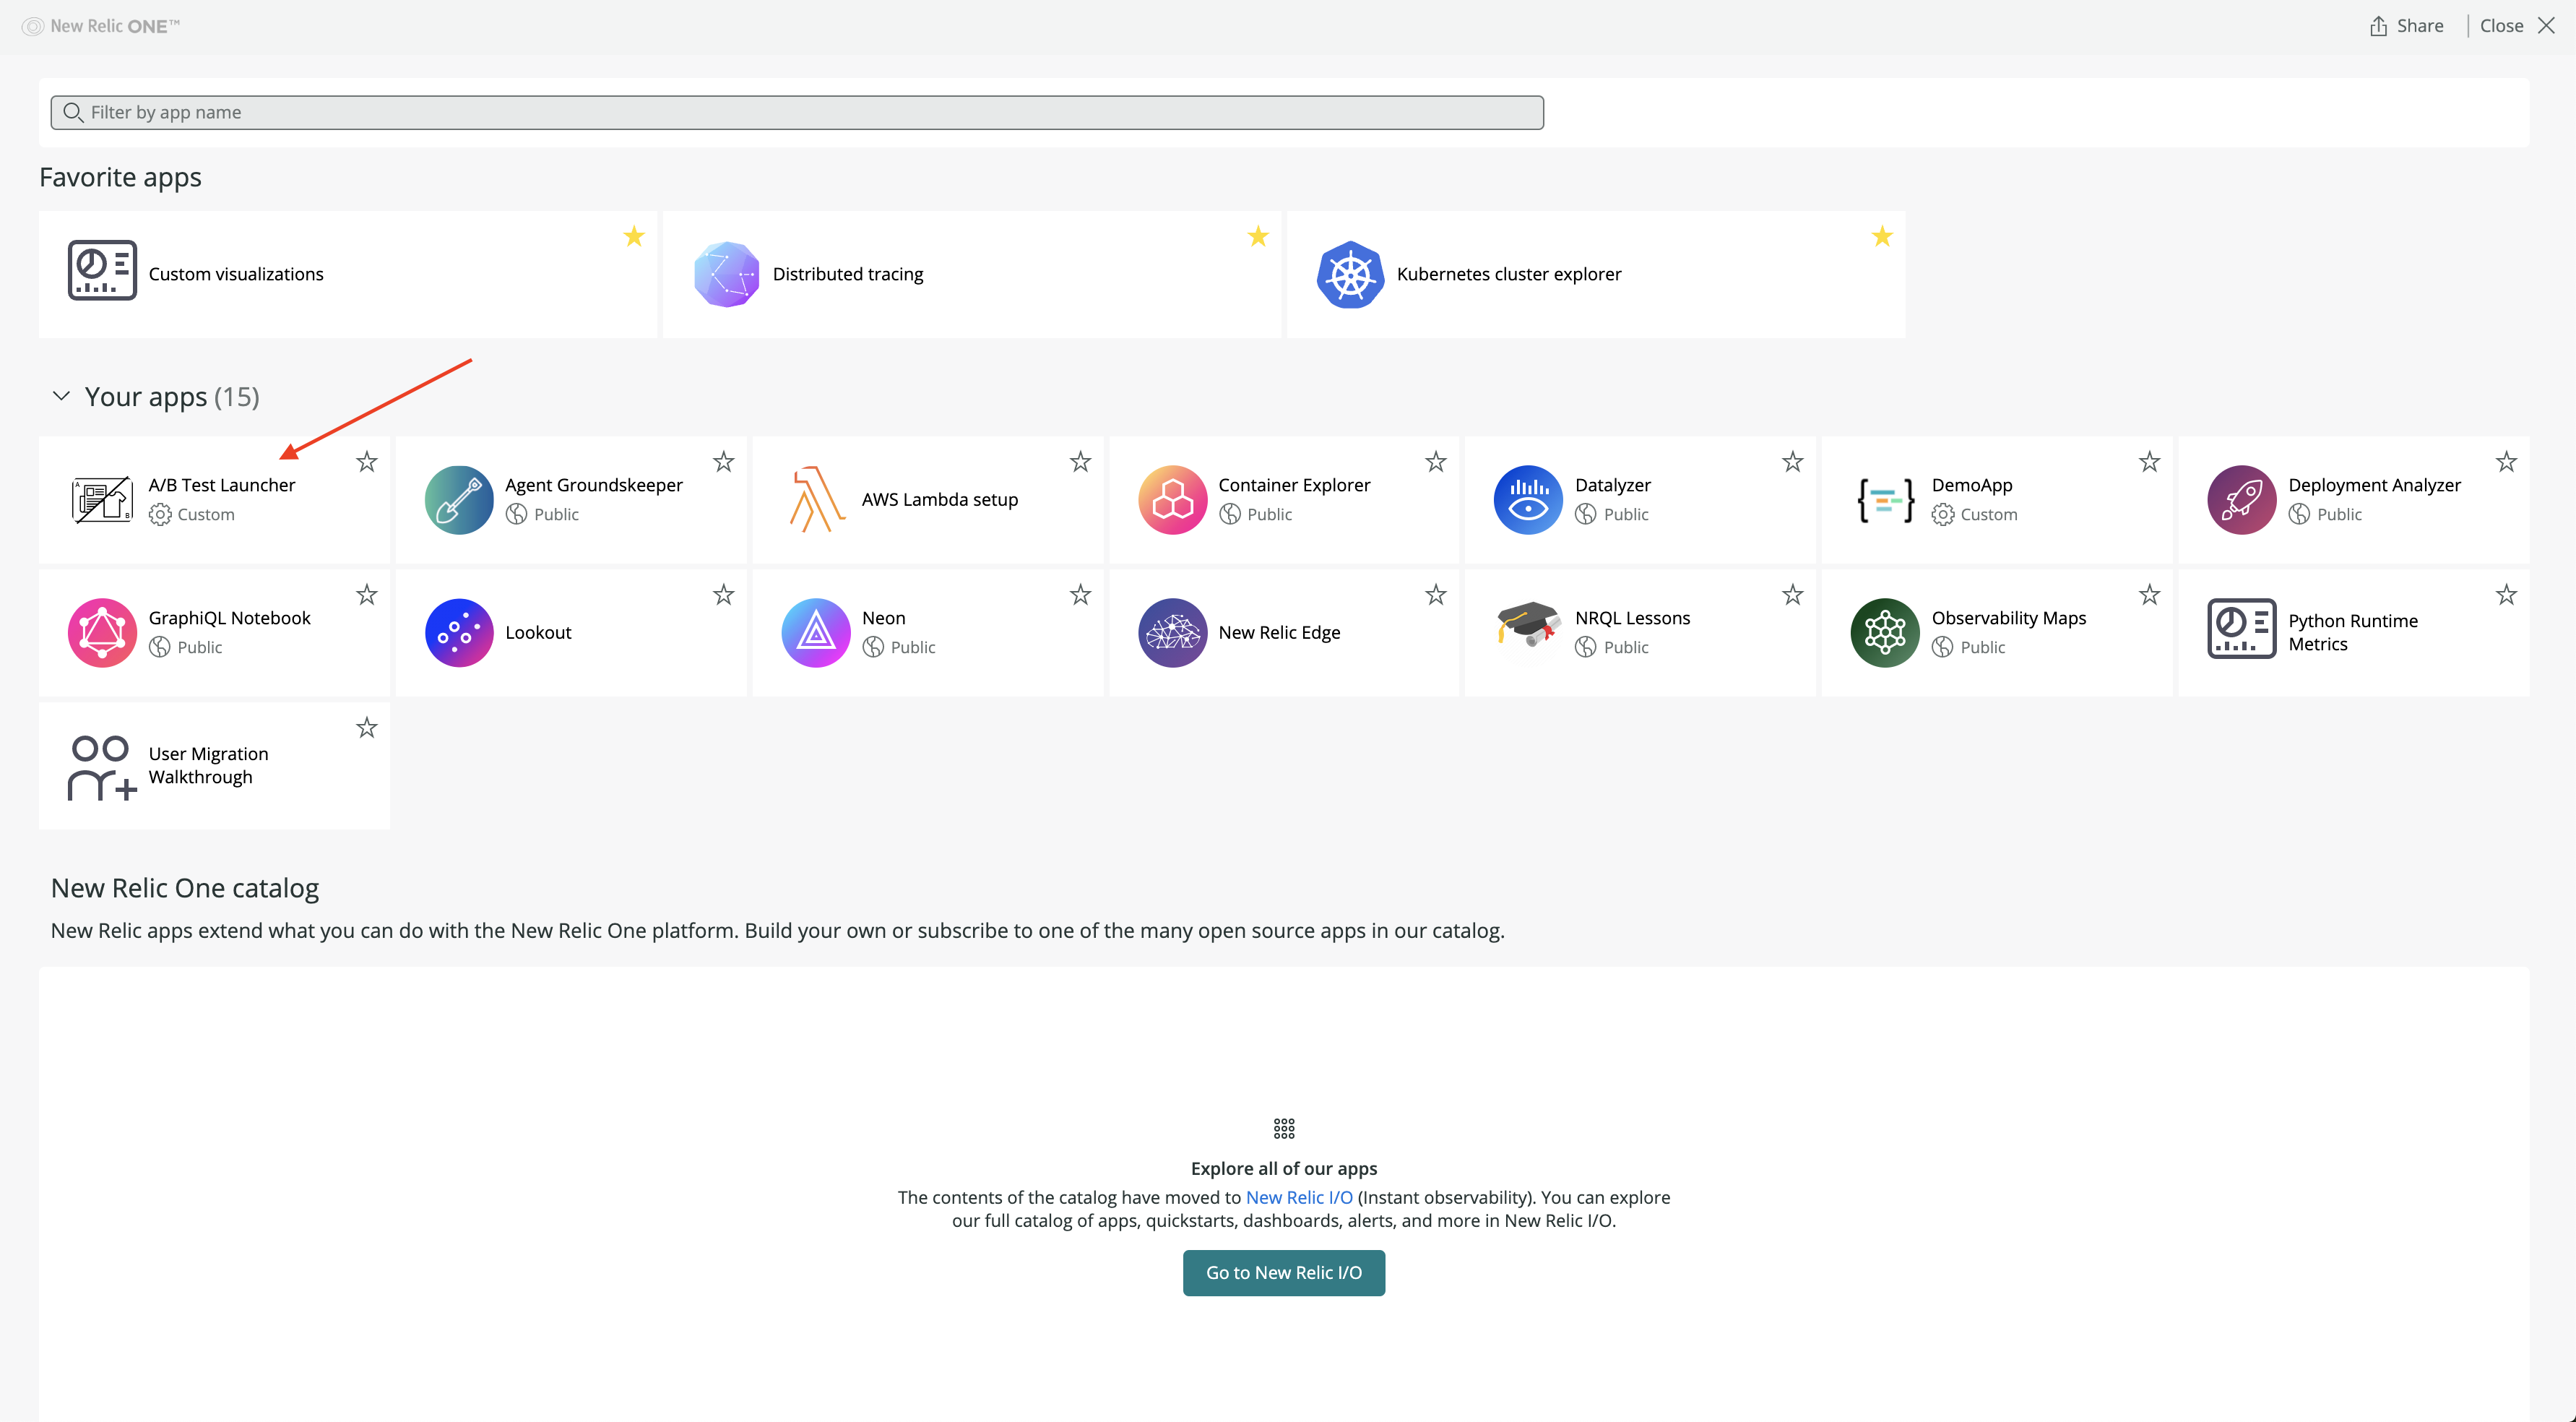 New Relic ONE™
Share
Close
Filter by app name
Favorite apps
Custom visualizations
Distributed tracing
Kubernetes cluster explorer
Your apps (15)
A/B Test Launcher
Custom
Agent Groundskeeper
Public
AWS Lambda setup
Container Explorer
Public
Datalyzer
Public
DemoApp
Custom
Deployment Analyzer
Public
GraphiQL Notebook
Public
Lookout
Neon
Public
New Relic Edge
NRQL Lessons
Public
Observability Maps
Public
Python Runtime
Metrics
User Migration
Walkthrough
New Relic One catalog
New Relic apps extend what you can do with the New Relic One platform. Build your own or subscribe to one of the many open source apps in our catalog.
Explore all of our apps
The contents of the catalog have moved to New Relic I/O (Instant observability). You can explore
our full catalog of apps, quickstarts, dashboards, alerts, and more in New Relic I/O.
Go to New Relic I/O